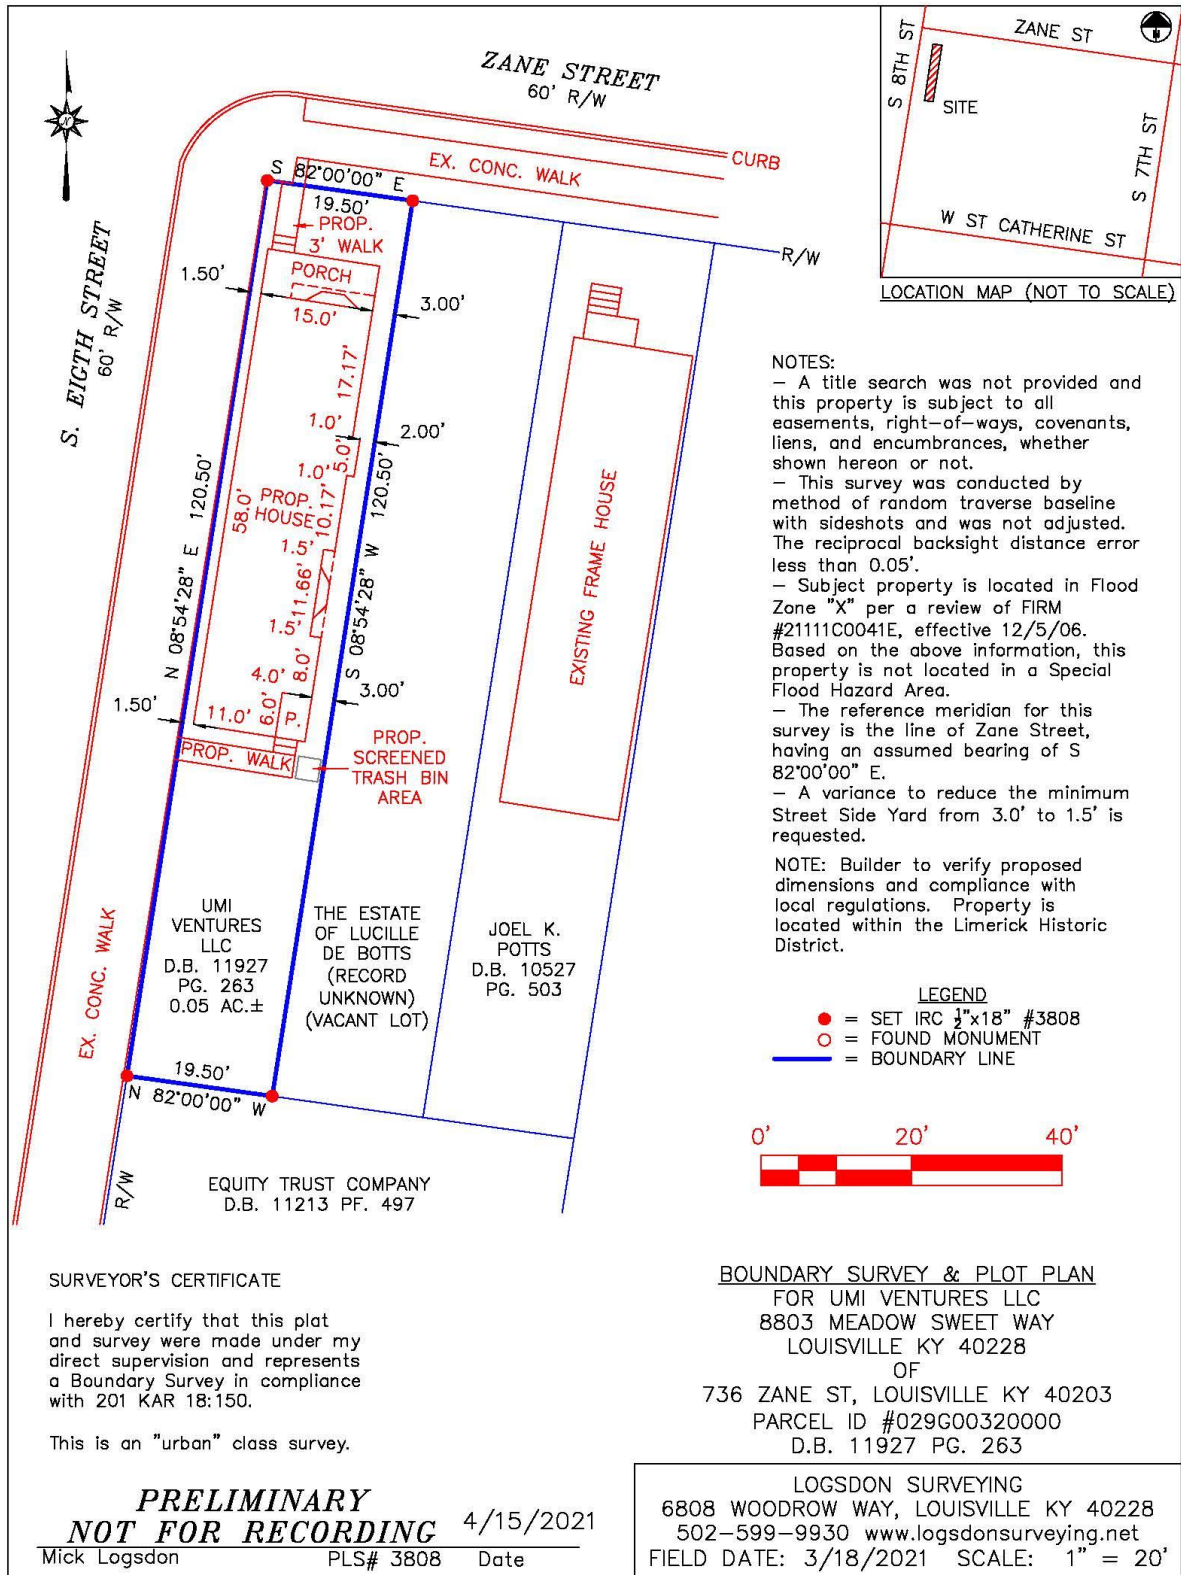 ZANE STREET
60' R/W
CURB
EX. CONC. WALK
S 82°00'00" E
19.50'
PROP.
3' WALK
PORCH
R/W
1.50'
15.0'
3.00'
S. EIGTH STREET
60' R/W
17.17'
1.0'
2.00'
5.0'
1.0'
N 08°54'28" E 120.50'
58.0'
PROP.
HOUSE
10.17'
S 08°54'28" W 120.50'
1.5'
11.66'
1.5'
8.0'
4.0'
3.00'
1.50'
11.0'
6.0'
P.
PROP. WALK
PROP.
SCREENED
TRASH BIN
AREA
EXISTING FRAME HOUSE
EX. CONC. WALK
UMI
VENTURES
LLC
D.B. 11927
PG. 263
0.05 AC.±
THE ESTATE
OF LUCILLE
DE BOTTS
(RECORD
UNKNOWN)
(VACANT LOT)
JOEL K.
POTTS
D.B. 10527
PG. 503
19.50'
N 82°00'00" W
R/W
EQUITY TRUST COMPANY
D.B. 11213 PF. 497
N
ZANE ST
S 8TH ST
SITE
S 7TH ST
W ST CATHERINE ST
N
LOCATION MAP (NOT TO SCALE)
NOTES:
– A title search was not provided and
this property is subject to all
easements, right–of–ways, covenants,
liens, and encumbrances, whether
shown hereon or not.
– This survey was conducted by
method of random traverse baseline
with sideshots and was not adjusted.
The reciprocal backsight distance error
less than 0.05'.
– Subject property is located in Flood
Zone "X" per a review of FIRM
#21111C0041E, effective 12/5/06.
Based on the above information, this
property is not located in a Special
Flood Hazard Area.
– The reference meridian for this
survey is the line of Zane Street,
having an assumed bearing of S
82°00'00" E.
– A variance to reduce the minimum
Street Side Yard from 3.0' to 1.5' is
requested.
NOTE: Builder to verify proposed
dimensions and compliance with
local regulations. Property is
located within the Limerick Historic
District.
LEGEND
= SET IRC ½"x18" #3808
= FOUND MONUMENT
= BOUNDARY LINE
0' 20' 40'
SURVEYOR'S CERTIFICATE
I hereby certify that this plat
and survey were made under my
direct supervision and represents
a Boundary Survey in compliance
with 201 KAR 18:150.
This is an "urban" class survey.
PRELIMINARY
NOT FOR RECORDING 4/15/2021
Mick Logsdon PLS# 3808 Date
BOUNDARY SURVEY & PLOT PLAN
FOR UMI VENTURES LLC
8803 MEADOW SWEET WAY
LOUISVILLE KY 40228
OF
736 ZANE ST, LOUISVILLE KY 40203
PARCEL ID #029G00320000
D.B. 11927 PG. 263
LOGSDON SURVEYING
6808 WOODROW WAY, LOUISVILLE KY 40228
502–599–9930 www.logsdonsurveying.net
FIELD DATE: 3/18/2021 SCALE: 1" = 20'